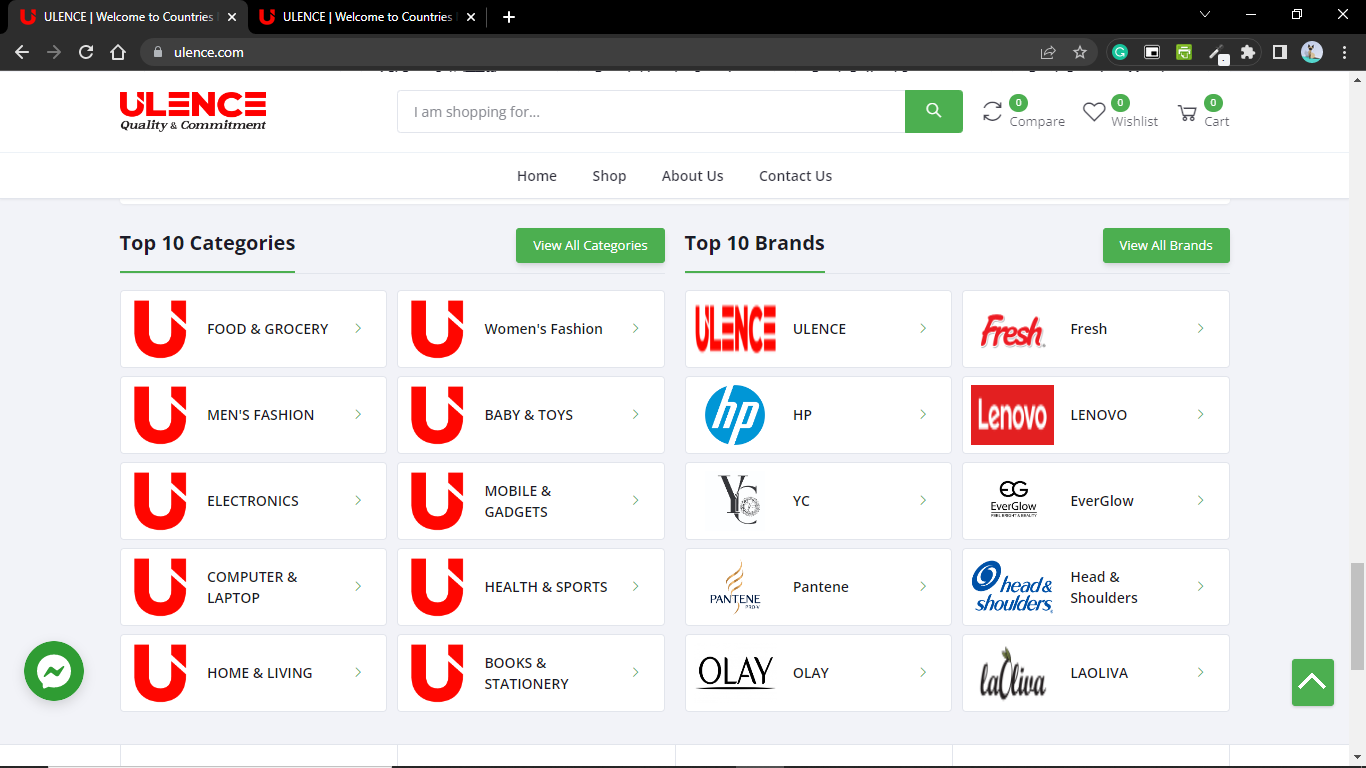 ULENCE | Welcome to Countries
ULENCE | Welcome to Countries
ulence.com
ULENCE
Quality & Commitment
I am shopping for...
0
Compare
0
Wishlist
0
Cart
Home
Shop
About Us
Contact Us
Top 10 Categories
View All Categories
Top 10 Brands
View All Brands
FOOD & GROCERY
Women's Fashion
ULENCE
ULENCE
Fresh
Fresh
MEN'S FASHION
BABY & TOYS
hp
HP
Lenovo
LENOVO
ELECTRONICS
MOBILE &
GADGETS
YC
YC
EG
EverGlow
EverGlow
COMPUTER &
LAPTOP
HEALTH & SPORTS
PANTENE
PRO-V
Pantene
head &
shoulders
Head &
Shoulders
HOME & LIVING
BOOKS &
STATIONERY
OLAY
OLAY
laOliva
LAOLIVA